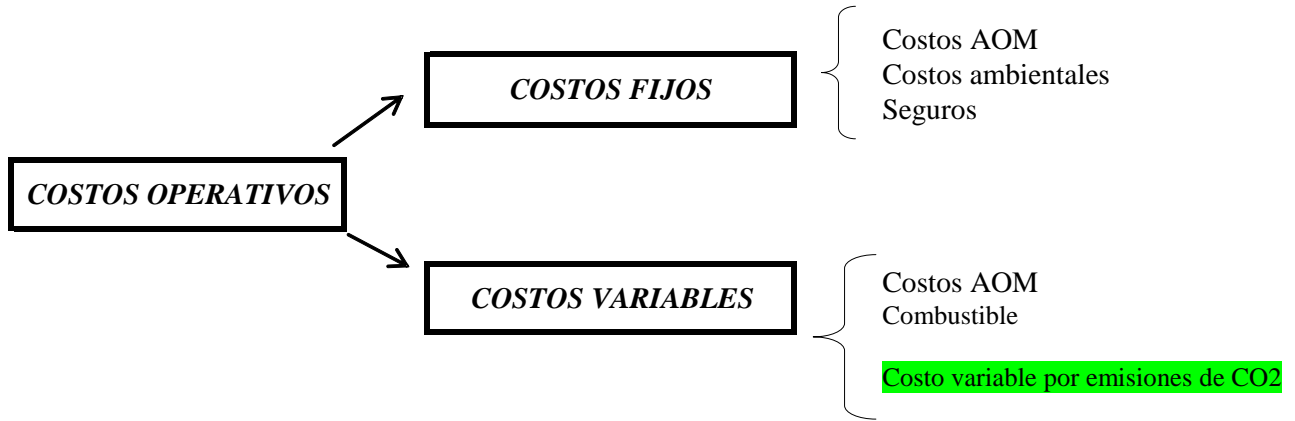 COSTOS OPERATIVOS
COSTOS FIJOS
Costos AOM
Costos ambientales
Seguros
COSTOS VARIABLES
Costos AOM
Combustible
Costo variable por emisiones de CO2